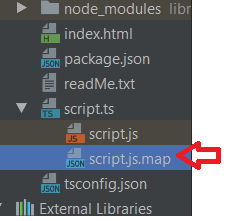 node_modules libr
index.html
package.json
readMe.txt
script.ts
script.js
script.js.map
tsconfig.json
External Libraries